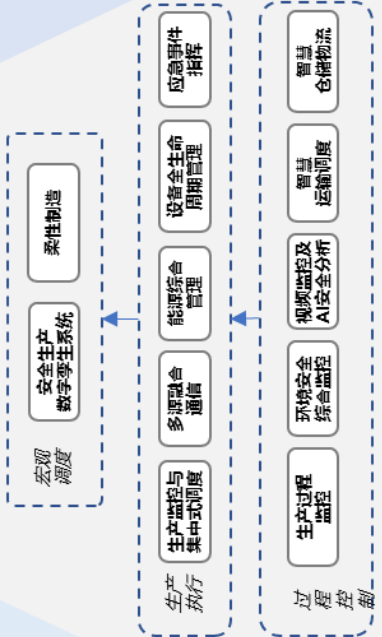 宏观
调度
安全生产
数字孪生系统
柔性制造
生产
执行
生产监控与
集中式调度
多源融合
通信
能源综合
管理
设备全生命
周期管理
应急事件
指挥
过
程
控
制
生产过程
监控
环境安全
综合监控
视频监控及
AI安全分析
智慧
运输调度
智慧
仓储物流